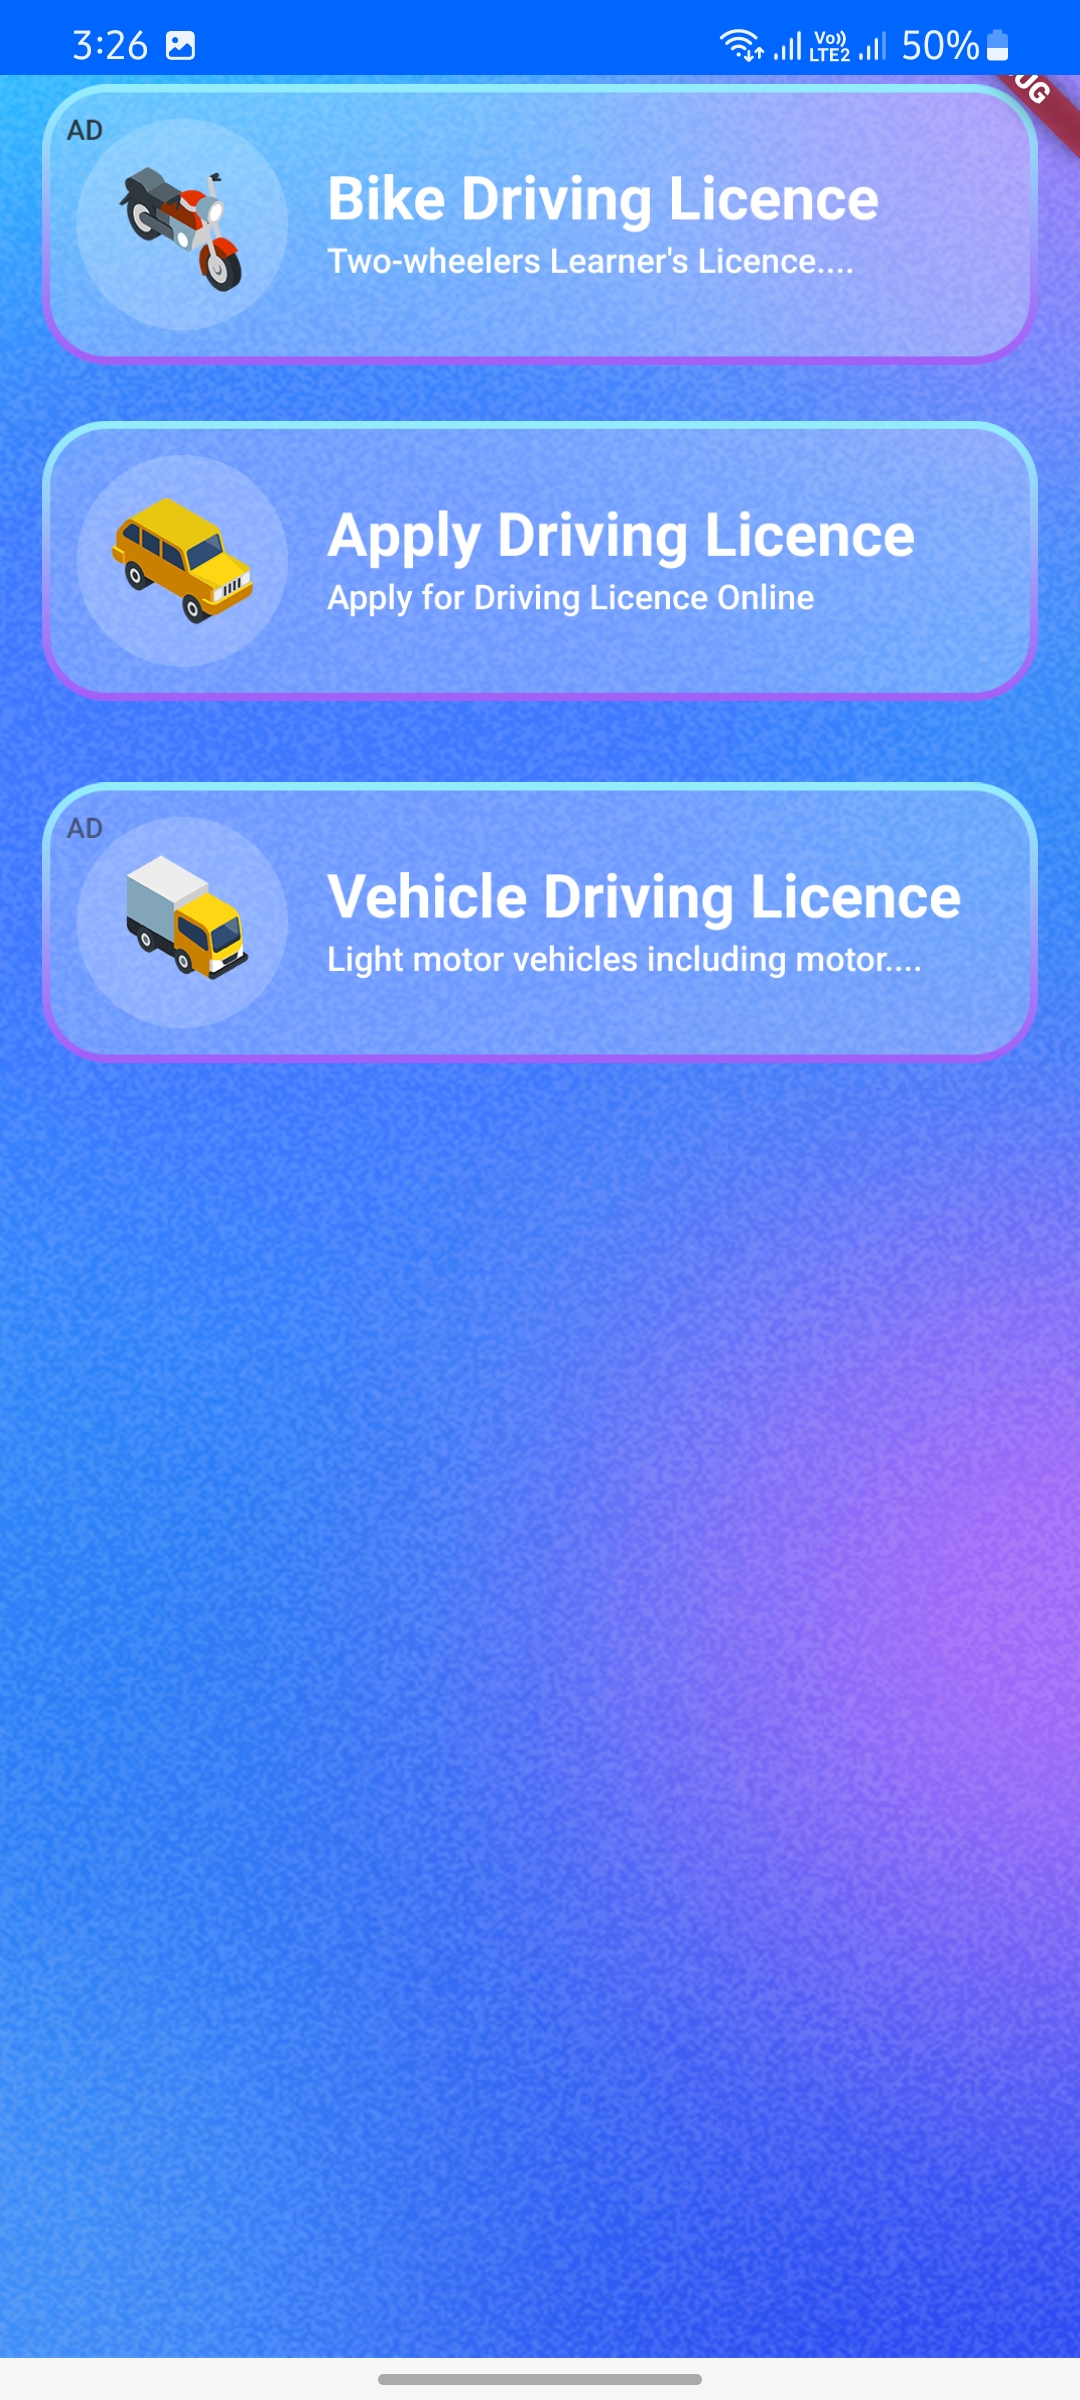 3:26 Vo)) LTE2 50%
UG
AD
Bike Driving Licence
Two-wheelers Learner's Licence....
Apply Driving Licence
Apply for Driving Licence Online
AD
Vehicle Driving Licence
Light motor vehicles including motor....